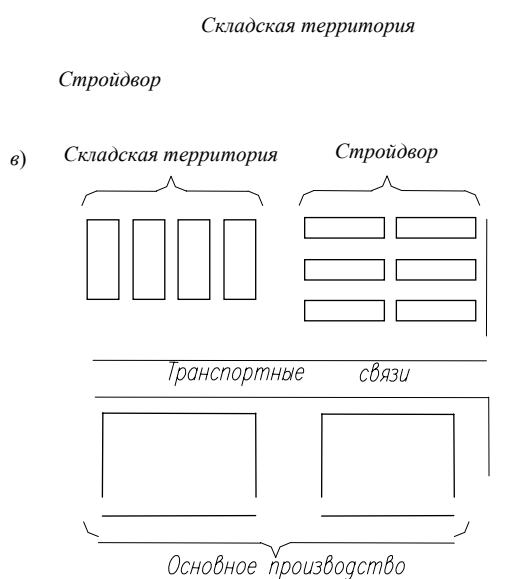 Складская территория
Стройдвор
в) Складская территория Стройдвор
Транспортные связи
Основное производство